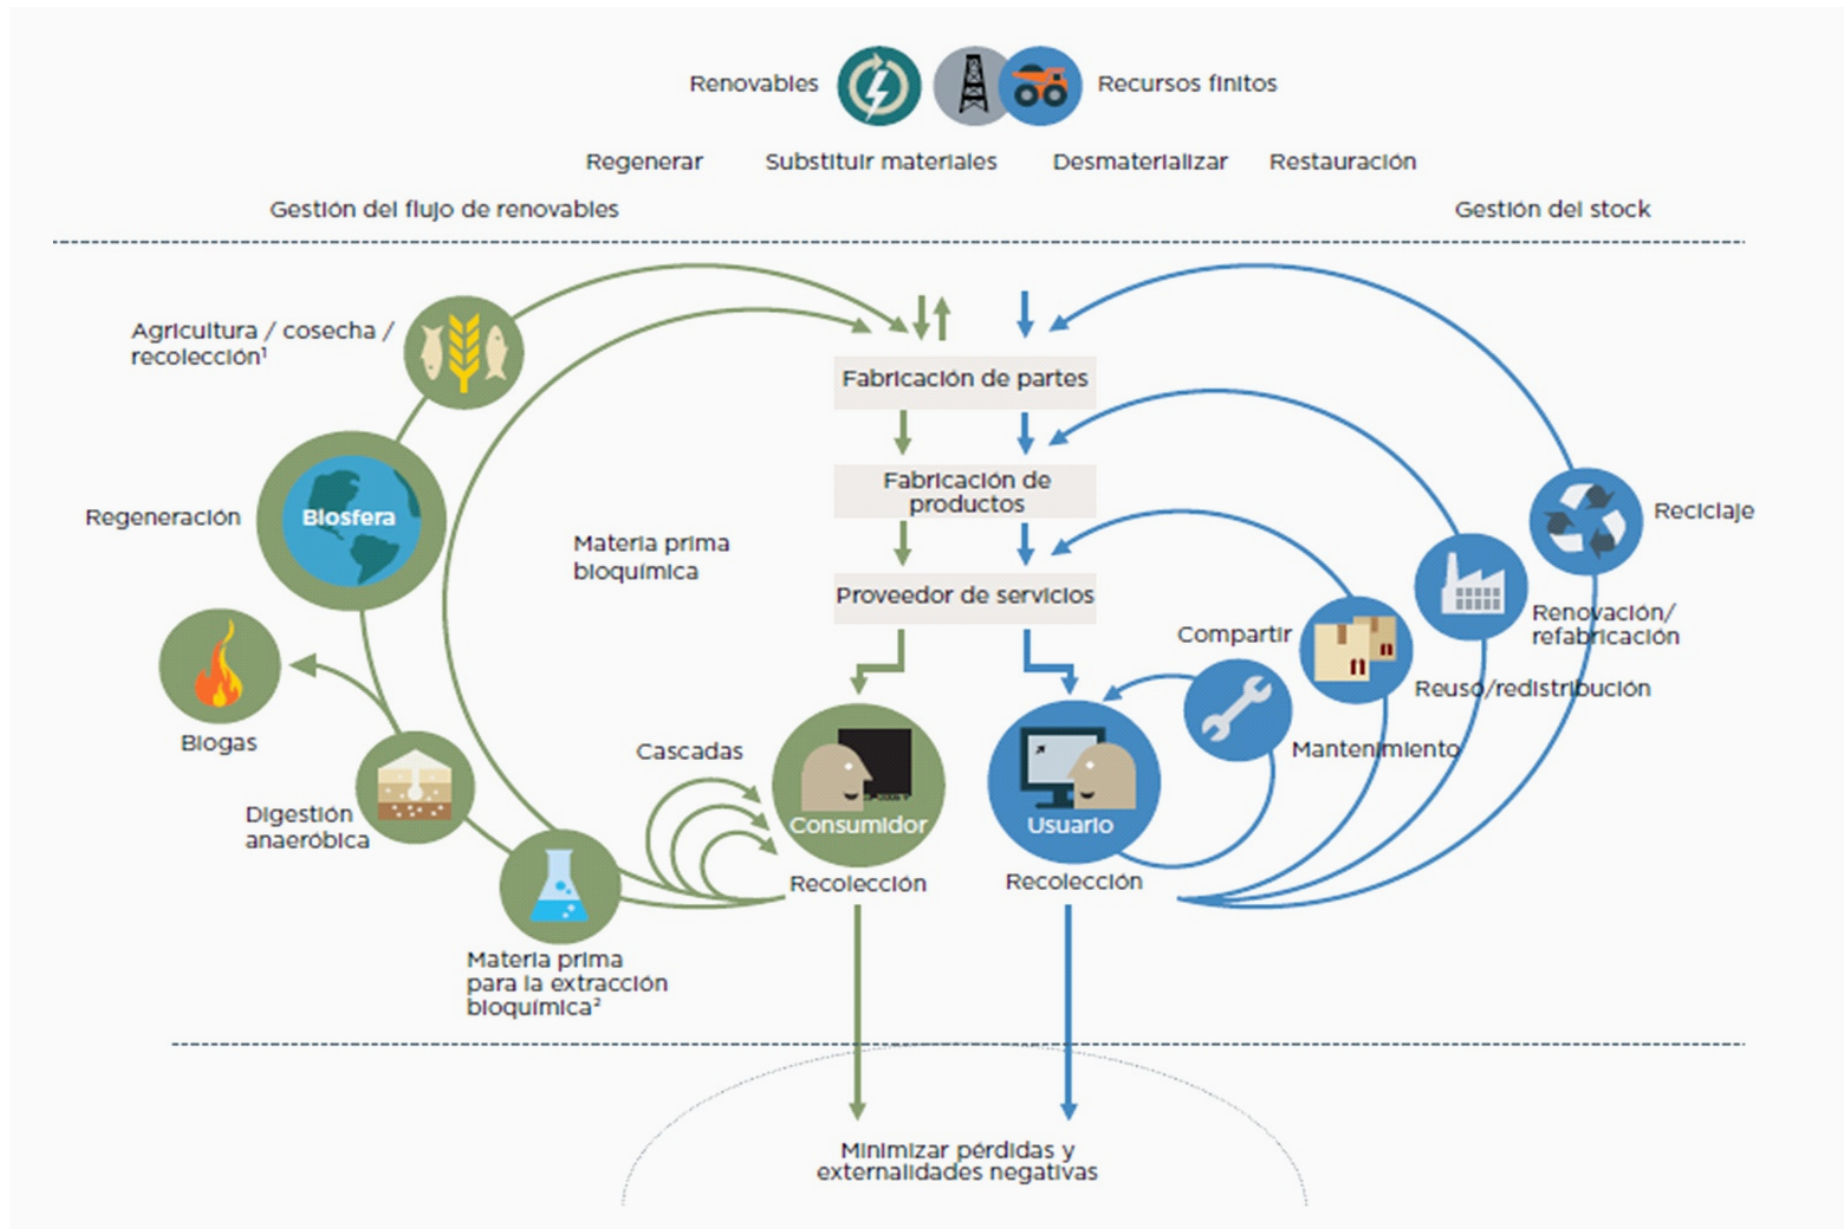 Renovables
Recursos finitos
Regenerar
Substituir materiales
Desmaterializar
Restauración
Gestión del flujo de renovables
Gestión del stock
Agricultura / cosecha /
recolección¹
Fabricación de partes
Fabricación de
productos
Proveedor de servicios
Regeneración
Biosfera
Materia prima
bioquímica
Reciclaje
Renovación/
refabricación
Compartir
Reuso/redistribución
Mantenimiento
Biogas
Cascadas
Digestión
anaeróbica
Consumidor
Usuario
Recolección
Recolección
Materia prima
para la extracción
bioquímica²
Minimizar pérdidas y
externalidades negativas